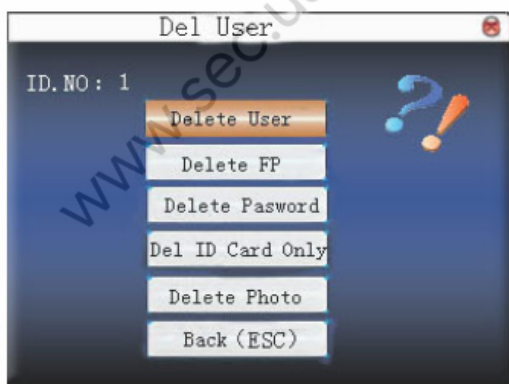 Del User
ID.NO: 1
Delete User
Delete FP
Delete Pasword
Del ID Card Only
Delete Photo
Back (ESC)